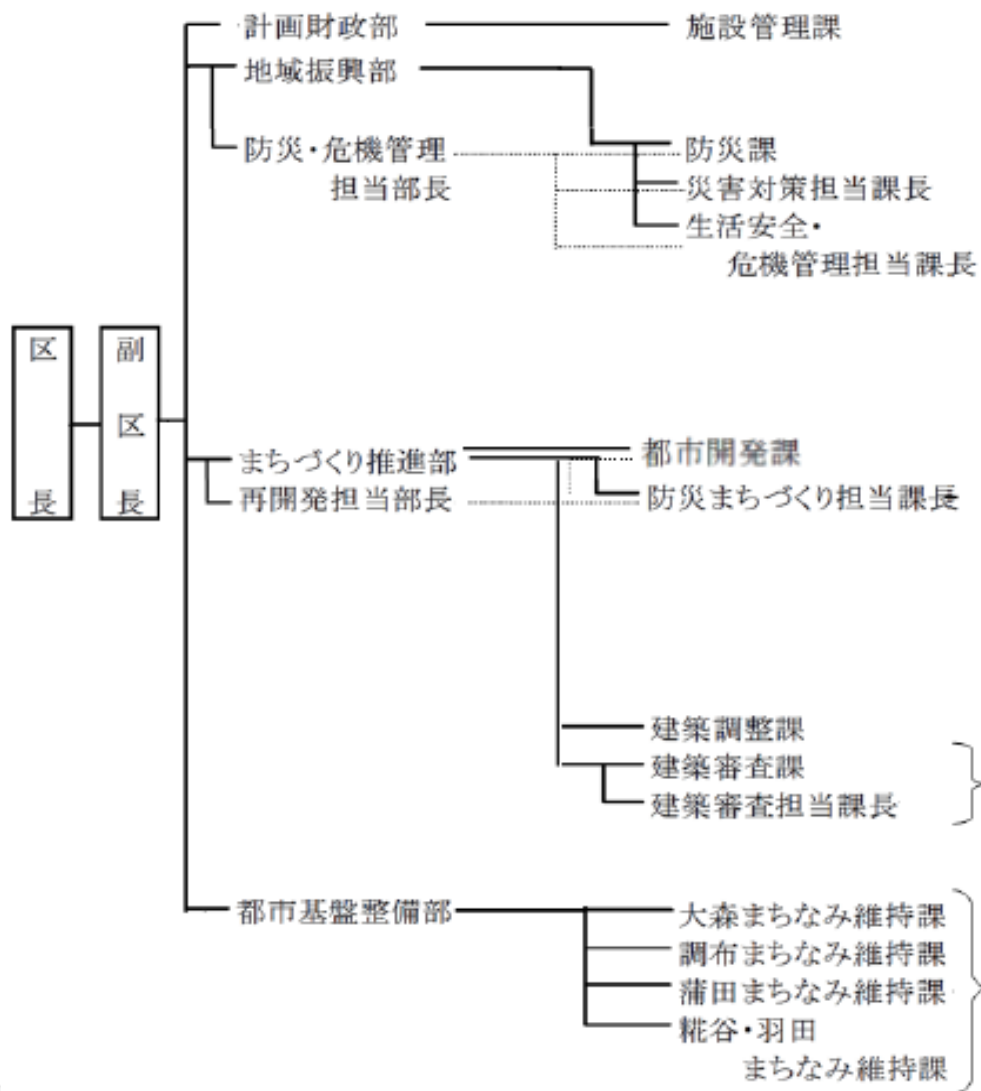 計画財政部 施設管理課
地域振興部
防災・危機管理 防災課
担当部長 災害対策担当課長
生活安全・
危機管理担当課長
区長
副区長
まちづくり推進部 都市開発課
再開発担当部長 防災まちづくり担当課長
建築調整課
建築審査課
建築審査担当課長
都市基盤整備部 大森まちなみ維持課
調布まちなみ維持課
蒲田まちなみ維持課
糀谷・羽田
まちなみ維持課